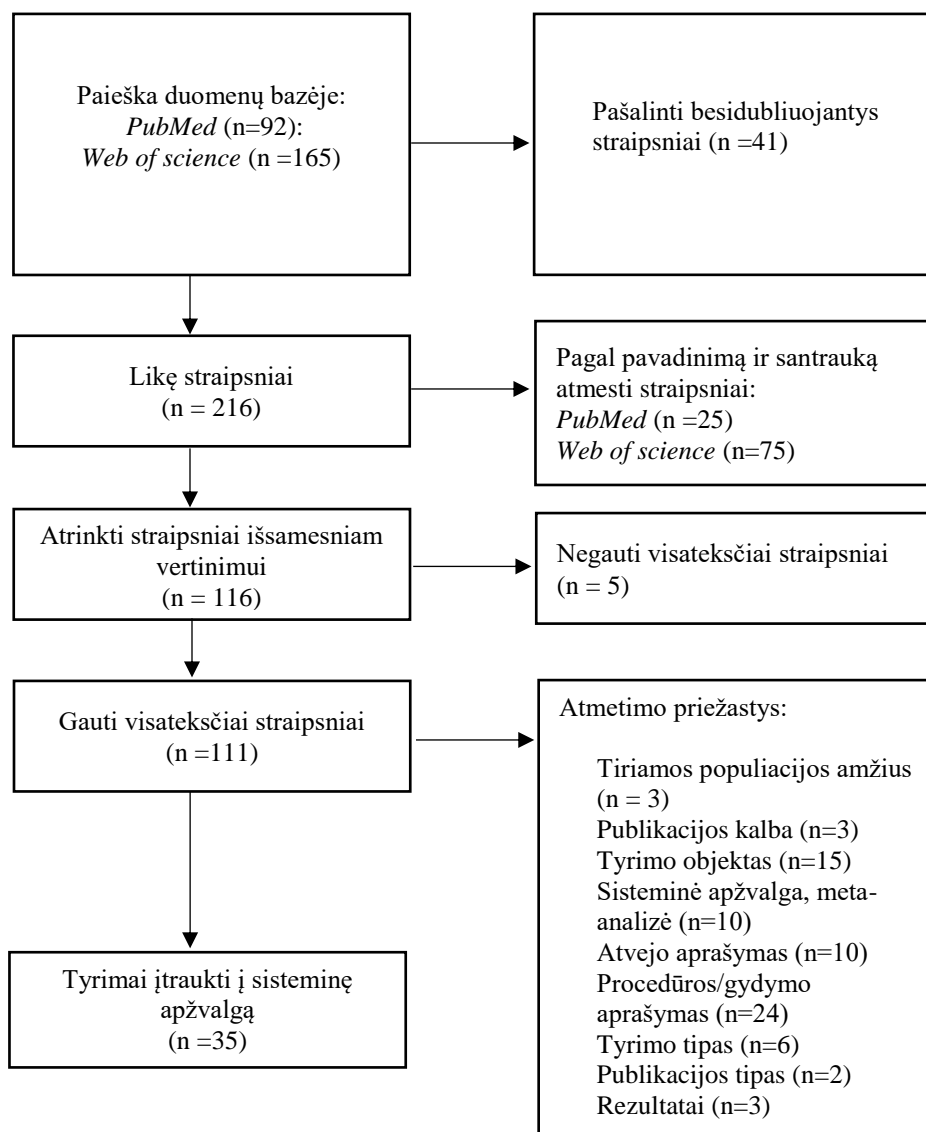 Paieška duomenų bazėje:
PubMed (n=92):
Web of science (n =165)
Pašalinti besidubliuojantys
straipsniai (n =41)
Likę straipsniai
(n = 216)
Pagal pavadinimą ir santrauką
atmesti straipsniai:
PubMed (n =25)
Web of science (n=75)
Atrinkti straipsniai išsamesniam
vertinimui
(n = 116)
Negauti visateksčiai straipsniai
(n = 5)
Gauti visateksčiai straipsniai
(n =111)
Atmetimo priežastys:
Tiriamos populiacijos amžius
(n = 3)
Publikacijos kalba (n=3)
Tyrimo objektas (n=15)
Sisteminė apžvalga, meta-
analizė (n=10)
Atvejo aprašymas (n=10)
Procedūros/gydymo
aprašymas (n=24)
Tyrimo tipas (n=6)
Publikacijos tipas (n=2)
Rezultatai (n=3)
Tyrimai įtraukti į sisteminę
apžvalgą
(n =35)